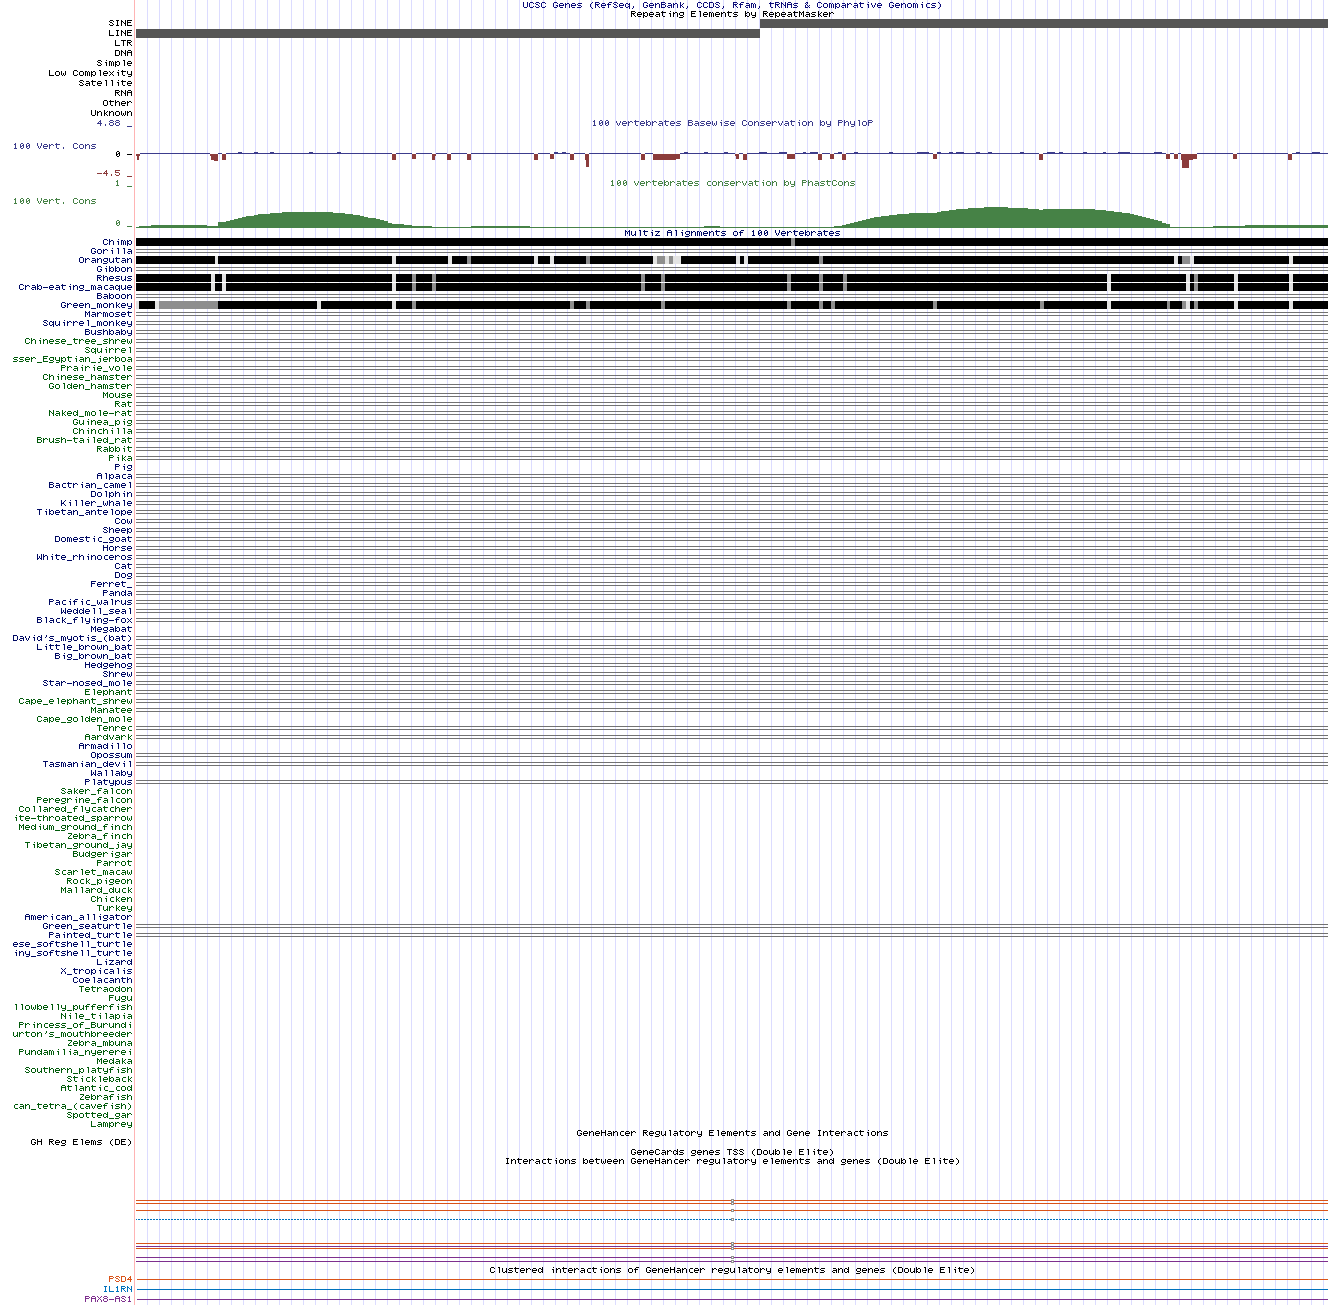 UCSC Genes (RefSeq, GenBank, CCDS, Rfam, tRNAs & Comparative Genomics)
Repeating Elements by RepeatMasker
SINE
LINE
LTR
DNA
Simple
Low Complexity
Satellite
RNA
Other
Unknown
4.88 _
100 vertebrates Basewise Conservation by PhyloP
100 Vert. Cons
0 _
-4.5 _
1 _
100 vertebrates conservation by PhastCons
100 Vert. Cons
0 _
Multiz Alignments of 100 Vertebrates
Chimp
Gorilla
Orangutan
Gibbon
Rhesus
Crab-eating_macaque
Baboon
Green_monkey
Marmoset
Squirrel_monkey
Bushbaby
Chinese_tree_shrew
Squirrel
sser_Egyptian_jerboa
Prairie_vole
Chinese_hamster
Golden_hamster
Mouse
Rat
Naked_mole-rat
Guinea_pig
Chinchilla
Brush-tailed_rat
Rabbit
Pika
Pig
Alpaca
Bactrian_camel
Dolphin
Killer_whale
Tibetan_antelope
Cow
Sheep
Domestic_goat
Horse
White_rhinoceros
Cat
Dog
Ferret_
Panda
Pacific_walrus
Weddell_seal
Black_flying-fox
Megabat
David's_myotis_(bat)
Little_brown_bat
Big_brown_bat
Hedgehog
Shrew
Star-nosed_mole
Elephant
Cape_elephant_shrew
Manatee
Cape_golden_mole
Tenrec
Aardvark
Armadillo
Opossum
Tasmanian_devil
Wallaby
Platypus
Saker_falcon
Peregrine_falcon
Collared_flycatcher
ite-throated_sparrow
Medium_ground_finch
Zebra_finch
Tibetan_ground_jay
Budgerigar
Parrot
Scarlet_macaw
Rock_pigeon
Mallard_duck
Chicken
Turkey
American_alligator
Green_seaturtle
Painted_turtle
ese_softshell_turtle
iny_softshell_turtle
Lizard
X_tropicalis
Coelacanth
Tetraodon
Fugu
llowbelly_pufferfish
Nile_tilapia
Princess_of_Burundi
urton's_mouthbreeder
Zebra_mbuna
Pundamilia_nyererei
Medaka
Southern_platyfish
Stickleback
Atlantic_cod
Zebrafish
can_tetra_(cavefish)
Spotted_gar
Lamprey
GeneHancer Regulatory Elements and Gene Interactions
GH Reg Elems (DE)
GeneCards genes TSS (Double Elite)
Interactions between GeneHancer regulatory elements and genes (Double Elite)
Clustered interactions of GeneHancer regulatory elements and genes (Double Elite)
PSD4
IL1RN
PAX8-AS1